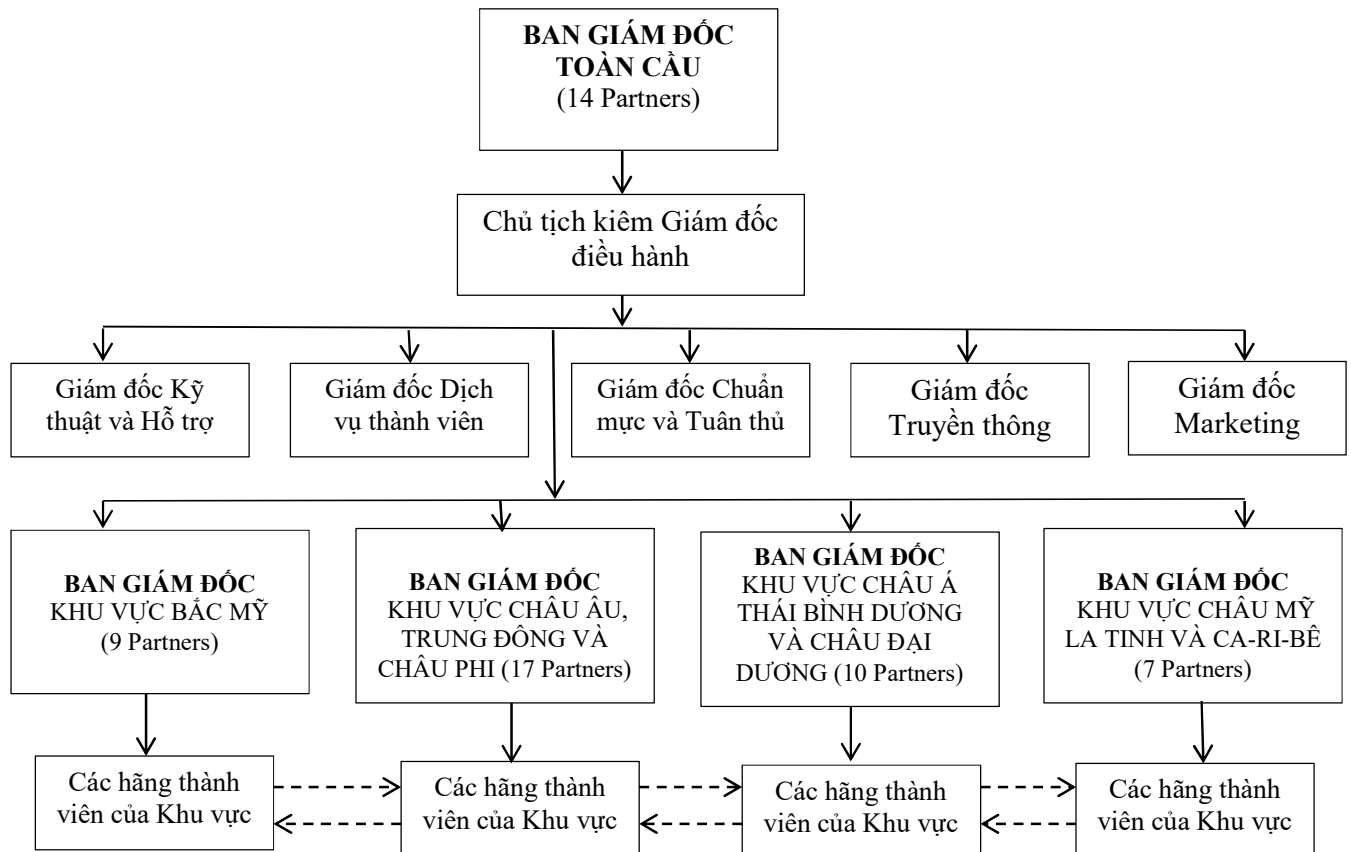 BAN GIÁM ĐỐC
TOÀN CẦU
(14 Partners)
Chủ tịch kiêm Giám đốc
điều hành
Giám đốc Kỹ
thuật và Hỗ trợ
Giám đốc Dịch
vụ thành viên
Giám đốc Chuẩn
mực và Tuân thủ
Giám đốc
Truyền thông
Giám đốc
Marketing
BAN GIÁM ĐỐC
KHU VỰC BẮC MỸ
(9 Partners)
BAN GIÁM ĐỐC
KHU VỰC CHÂU ÂU,
TRUNG ĐÔNG VÀ
CHÂU PHI (17 Partners)
BAN GIÁM ĐỐC
KHU VỰC CHÂU Á
THÁI BÌNH DƯƠNG
VÀ CHÂU ĐẠI
DƯƠNG (10 Partners)
BAN GIÁM ĐỐC
KHU VỰC CHÂU MỸ
LA TINH VÀ CA-RI-BÊ
(7 Partners)
Các hãng thành
viên của Khu vực
Các hãng thành
viên của Khu vực
Các hãng thành
viên của Khu vực
Các hãng thành
viên của Khu vực